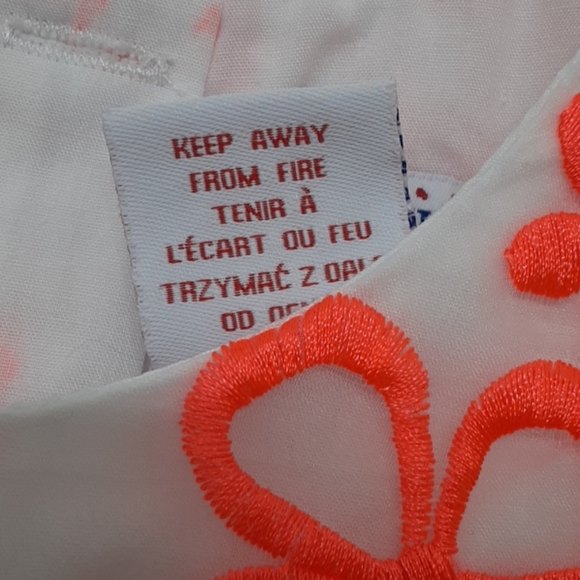 KEEP AWAY
FROM FIRE
TENIR À
L'ÉCART OU FEU
TRZYMAĆ Z
OD